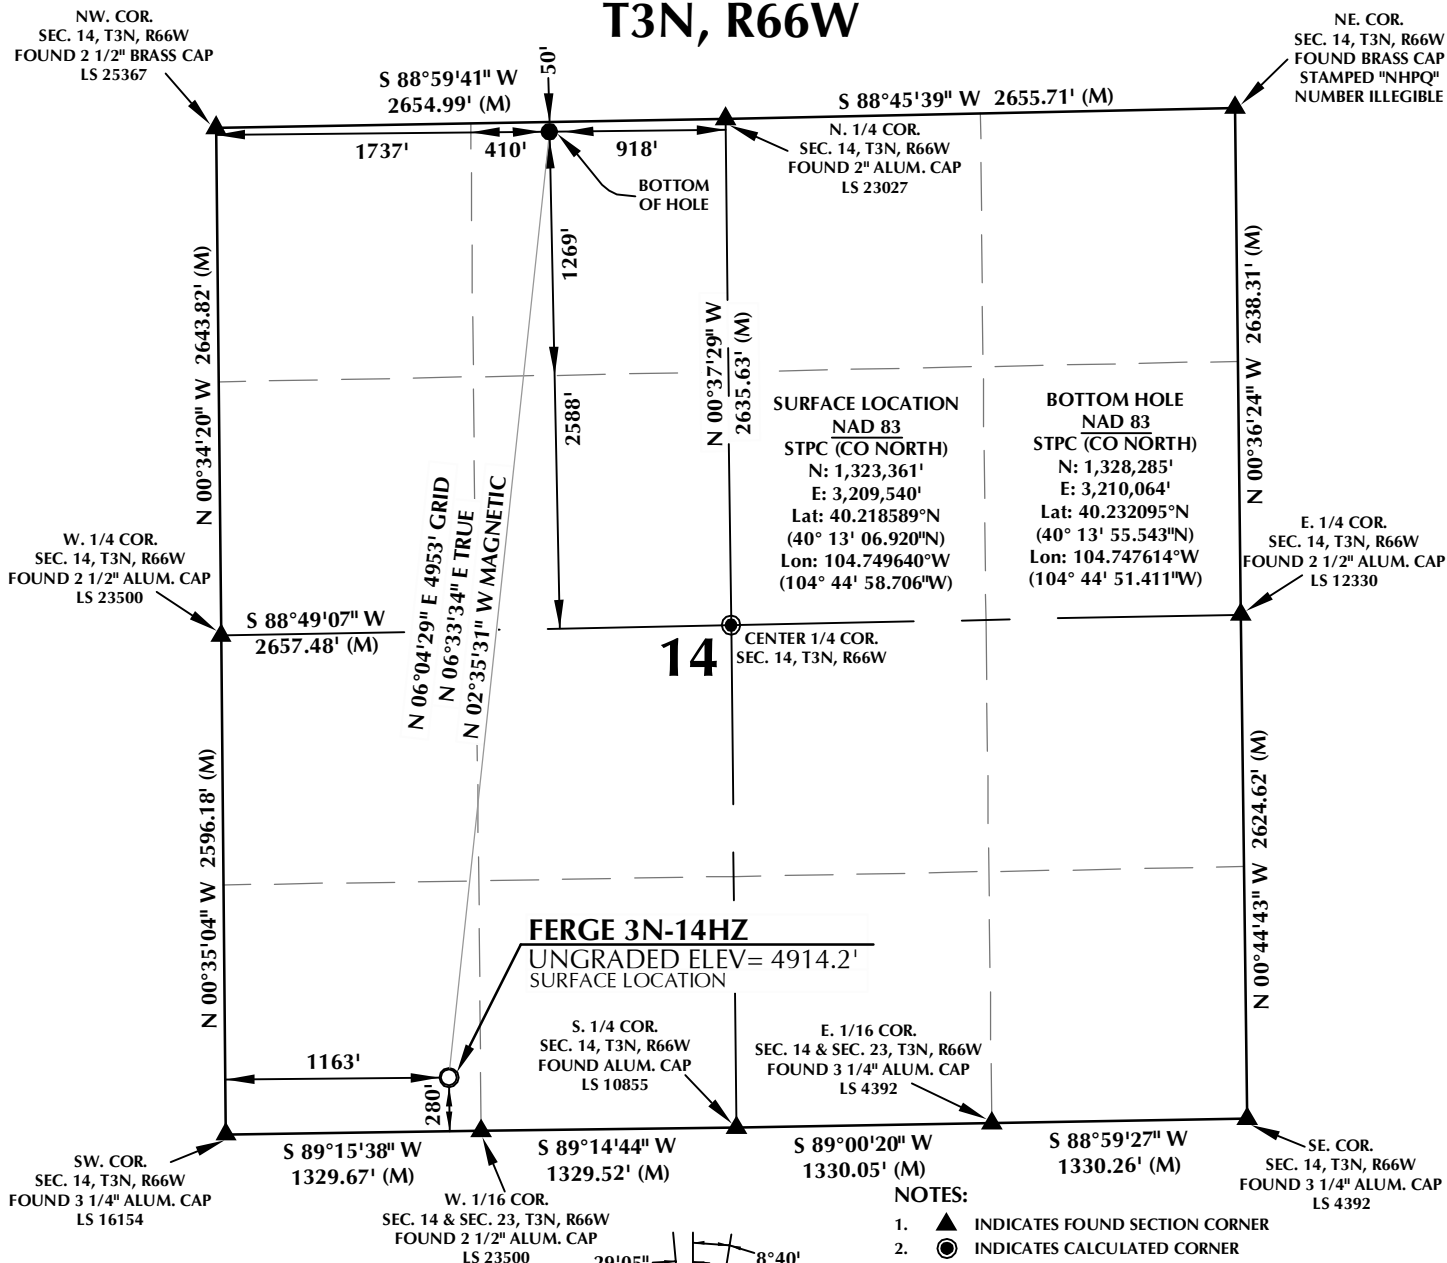 T3N, R66W
NW. COR.
SEC. 14, T3N, R66W
FOUND 2 1/2" BRASS CAP
LS 25367
S 88°59'41" W
2654.99' (M)
50'
S 88°45'39" W 2655.71' (M)
NE. COR.
SEC. 14, T3N, R66W
FOUND BRASS CAP
STAMPED "NHPQ"
NUMBER ILLEGIBLE
1737'
410'
918'
N. 1/4 COR.
SEC. 14, T3N, R66W
FOUND 2" ALUM. CAP
LS 23027
BOTTOM
OF HOLE
1269'
2588'
N 00°34'20" W 2643.82' (M)
N 00°37'29" W
2635.63' (M)
N 00°36'24" W 2638.31' (M)
SURFACE LOCATION
NAD 83
STPC (CO NORTH)
N: 1,323,361'
E: 3,209,540'
Lat: 40.218589°N
(40° 13' 06.920"N)
Lon: 104.749640°W
(104° 44' 58.706"W)
BOTTOM HOLE
NAD 83
STPC (CO NORTH)
N: 1,328,285'
E: 3,210,064'
Lat: 40.232095°N
(40° 13' 55.543"N)
Lon: 104.747614°W
(104° 44' 51.411"W)
W. 1/4 COR.
SEC. 14, T3N, R66W
FOUND 2 1/2" ALUM. CAP
LS 23500
E. 1/4 COR.
SEC. 14, T3N, R66W
FOUND 2 1/2" ALUM. CAP
LS 12330
S 88°49'07" W
2657.48' (M)
N 06°04'29" E 4953' GRID
N 06°33'34" E TRUE
N 02°35'31" W MAGNETIC
14
CENTER 1/4 COR.
SEC. 14, T3N, R66W
N 00°35'04" W 2596.18' (M)
N 00°44'43" W 2624.62' (M)
FERGE 3N-14HZ
UNGRADED ELEV= 4914.2'
SURFACE LOCATION
1163'
280'
S. 1/4 COR.
SEC. 14, T3N, R66W
FOUND ALUM. CAP
LS 10855
E. 1/16 COR.
SEC. 14 & SEC. 23, T3N, R66W
FOUND 3 1/4" ALUM. CAP
LS 4392
S 89°15'38" W
1329.67' (M)
S 89°14'44" W
1329.52' (M)
S 89°00'20" W
1330.05' (M)
S 88°59'27" W
1330.26' (M)
SW. COR.
SEC. 14, T3N, R66W
FOUND 3 1/4" ALUM. CAP
LS 16154
W. 1/16 COR.
SEC. 14 & SEC. 23, T3N, R66W
FOUND 2 1/2" ALUM. CAP
LS 23500
SE. COR.
SEC. 14, T3N, R66W
FOUND 3 1/4" ALUM. CAP
LS 4392
NOTES:
1. INDICATES FOUND SECTION CORNER
2. INDICATES CALCULATED CORNER
29'05"
8°40'